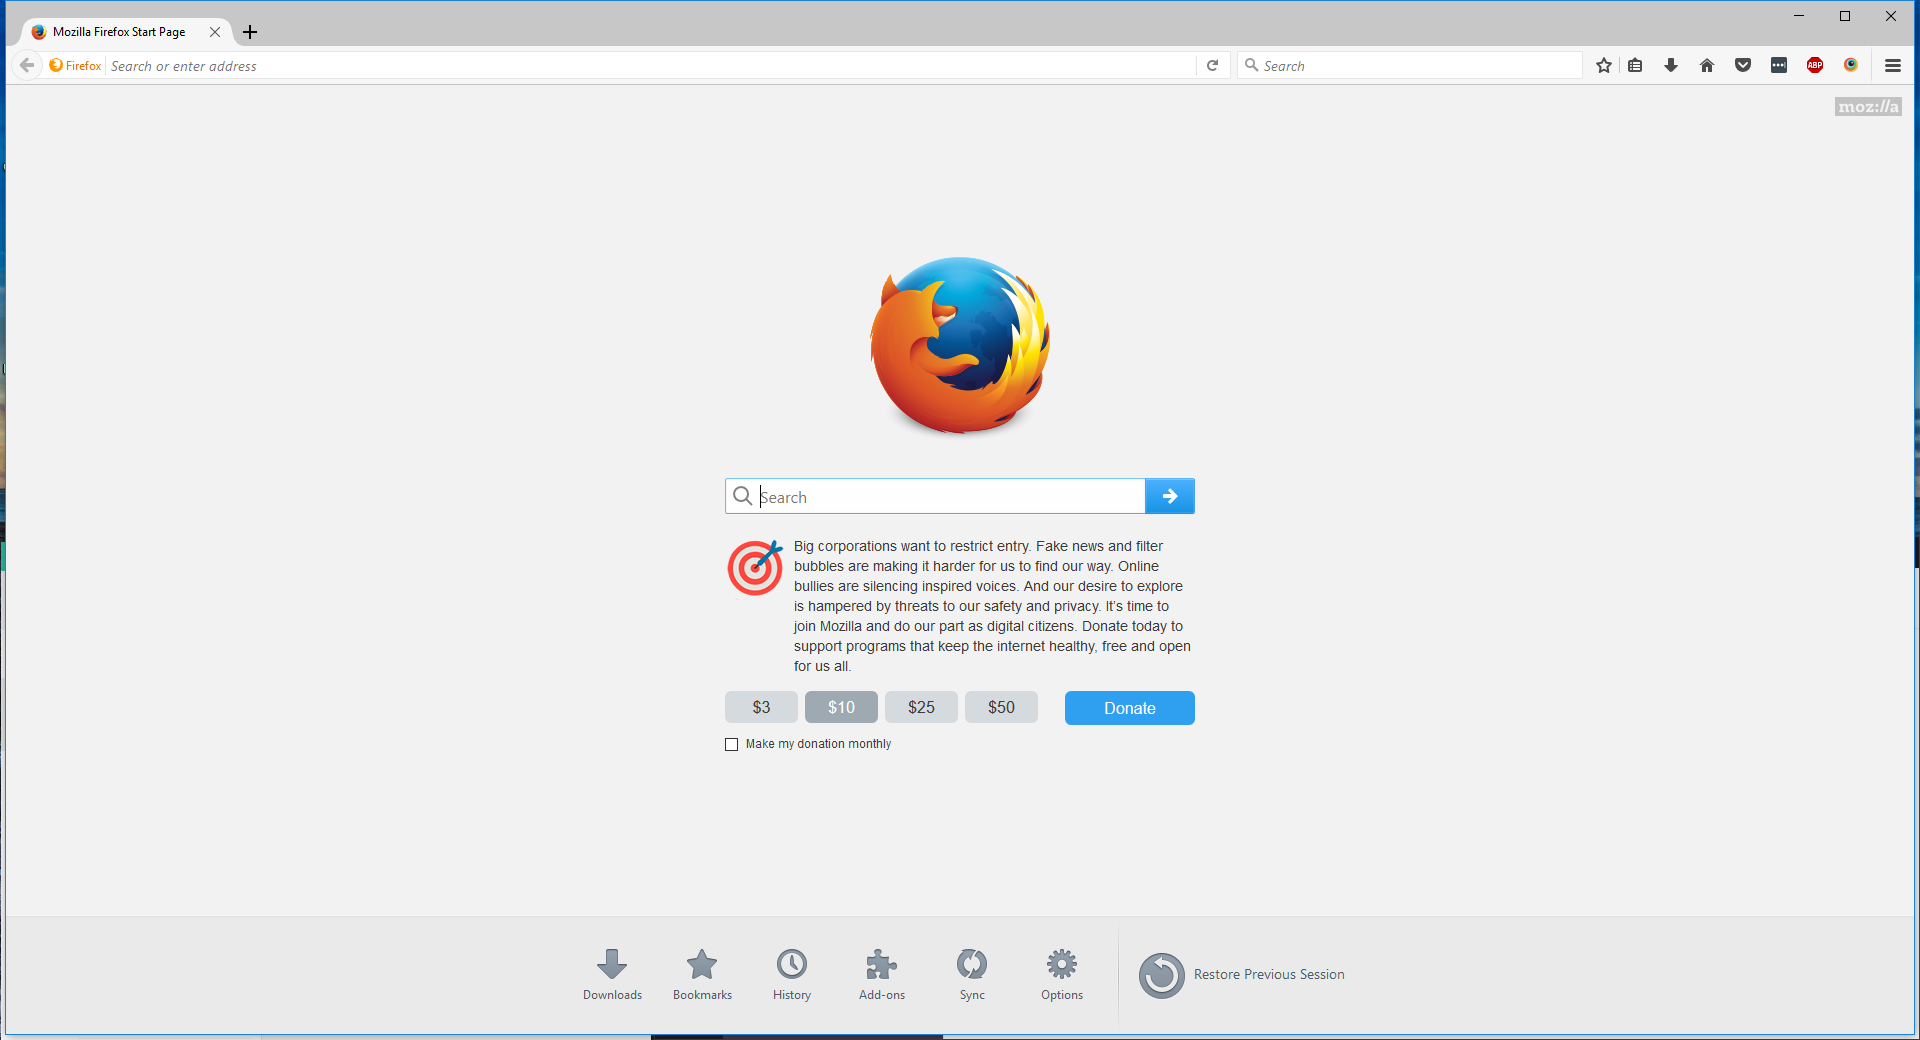 Mozilla Firefox Start Page
Firefox
Search or enter address
Search
ABP
moz://a
Search
Big corporations want to restrict entry. Fake news and filter
bubbles are making it harder for us to find our way. Online
bullies are silencing inspired voices. And our desire to explore
is hampered by threats to our safety and privacy. It’s time to
join Mozilla and do our part as digital citizens. Donate today to
support programs that keep the internet healthy, free and open
for us all.
$3 $10 $25 $50 Donate
Make my donation monthly
Downloads Bookmarks History Add-ons Sync Options Restore Previous Session